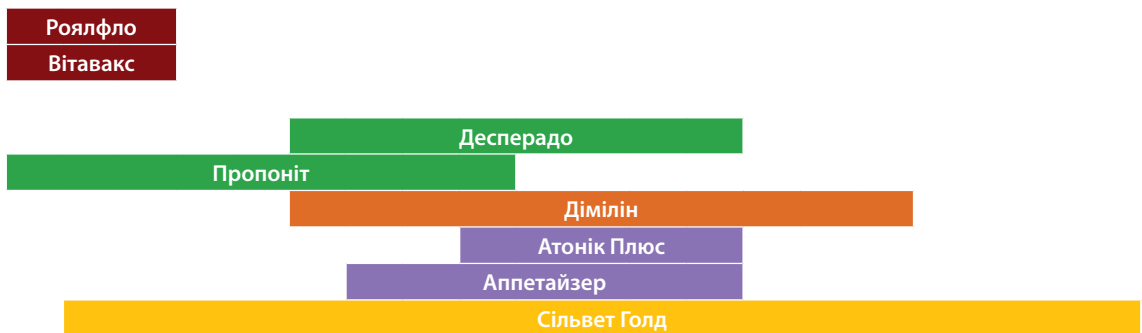 Роялфло
Вітавакс
Десперадо
Пропоніт
Дімілін
Атонік Плюс
Аппетайзер
Сільвет Голд